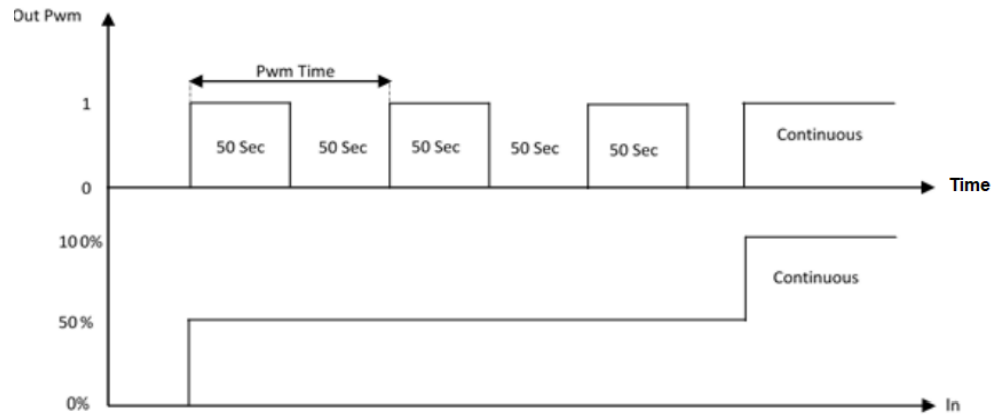 Out Pwm
Pwm Time
1
50 Sec
50 Sec
50 Sec
50 Sec
50 Sec
Continuous
0
Time
100%
Continuous
50%
0%
In